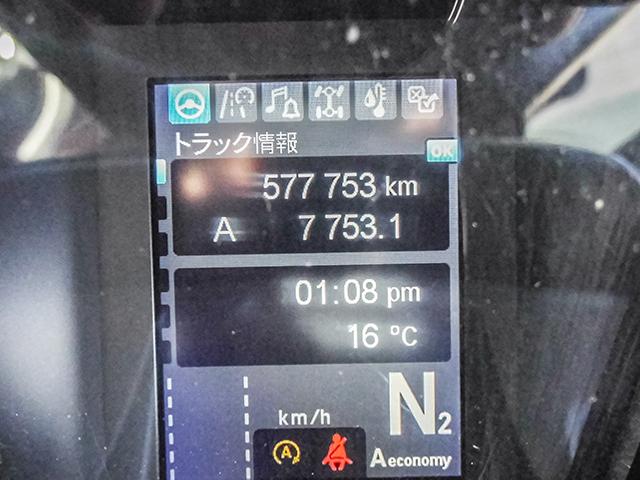 トラック情報
OK
577 753 km
A 7 753.1
01:08 pm
16 °C
N2
km/h
A
A economy